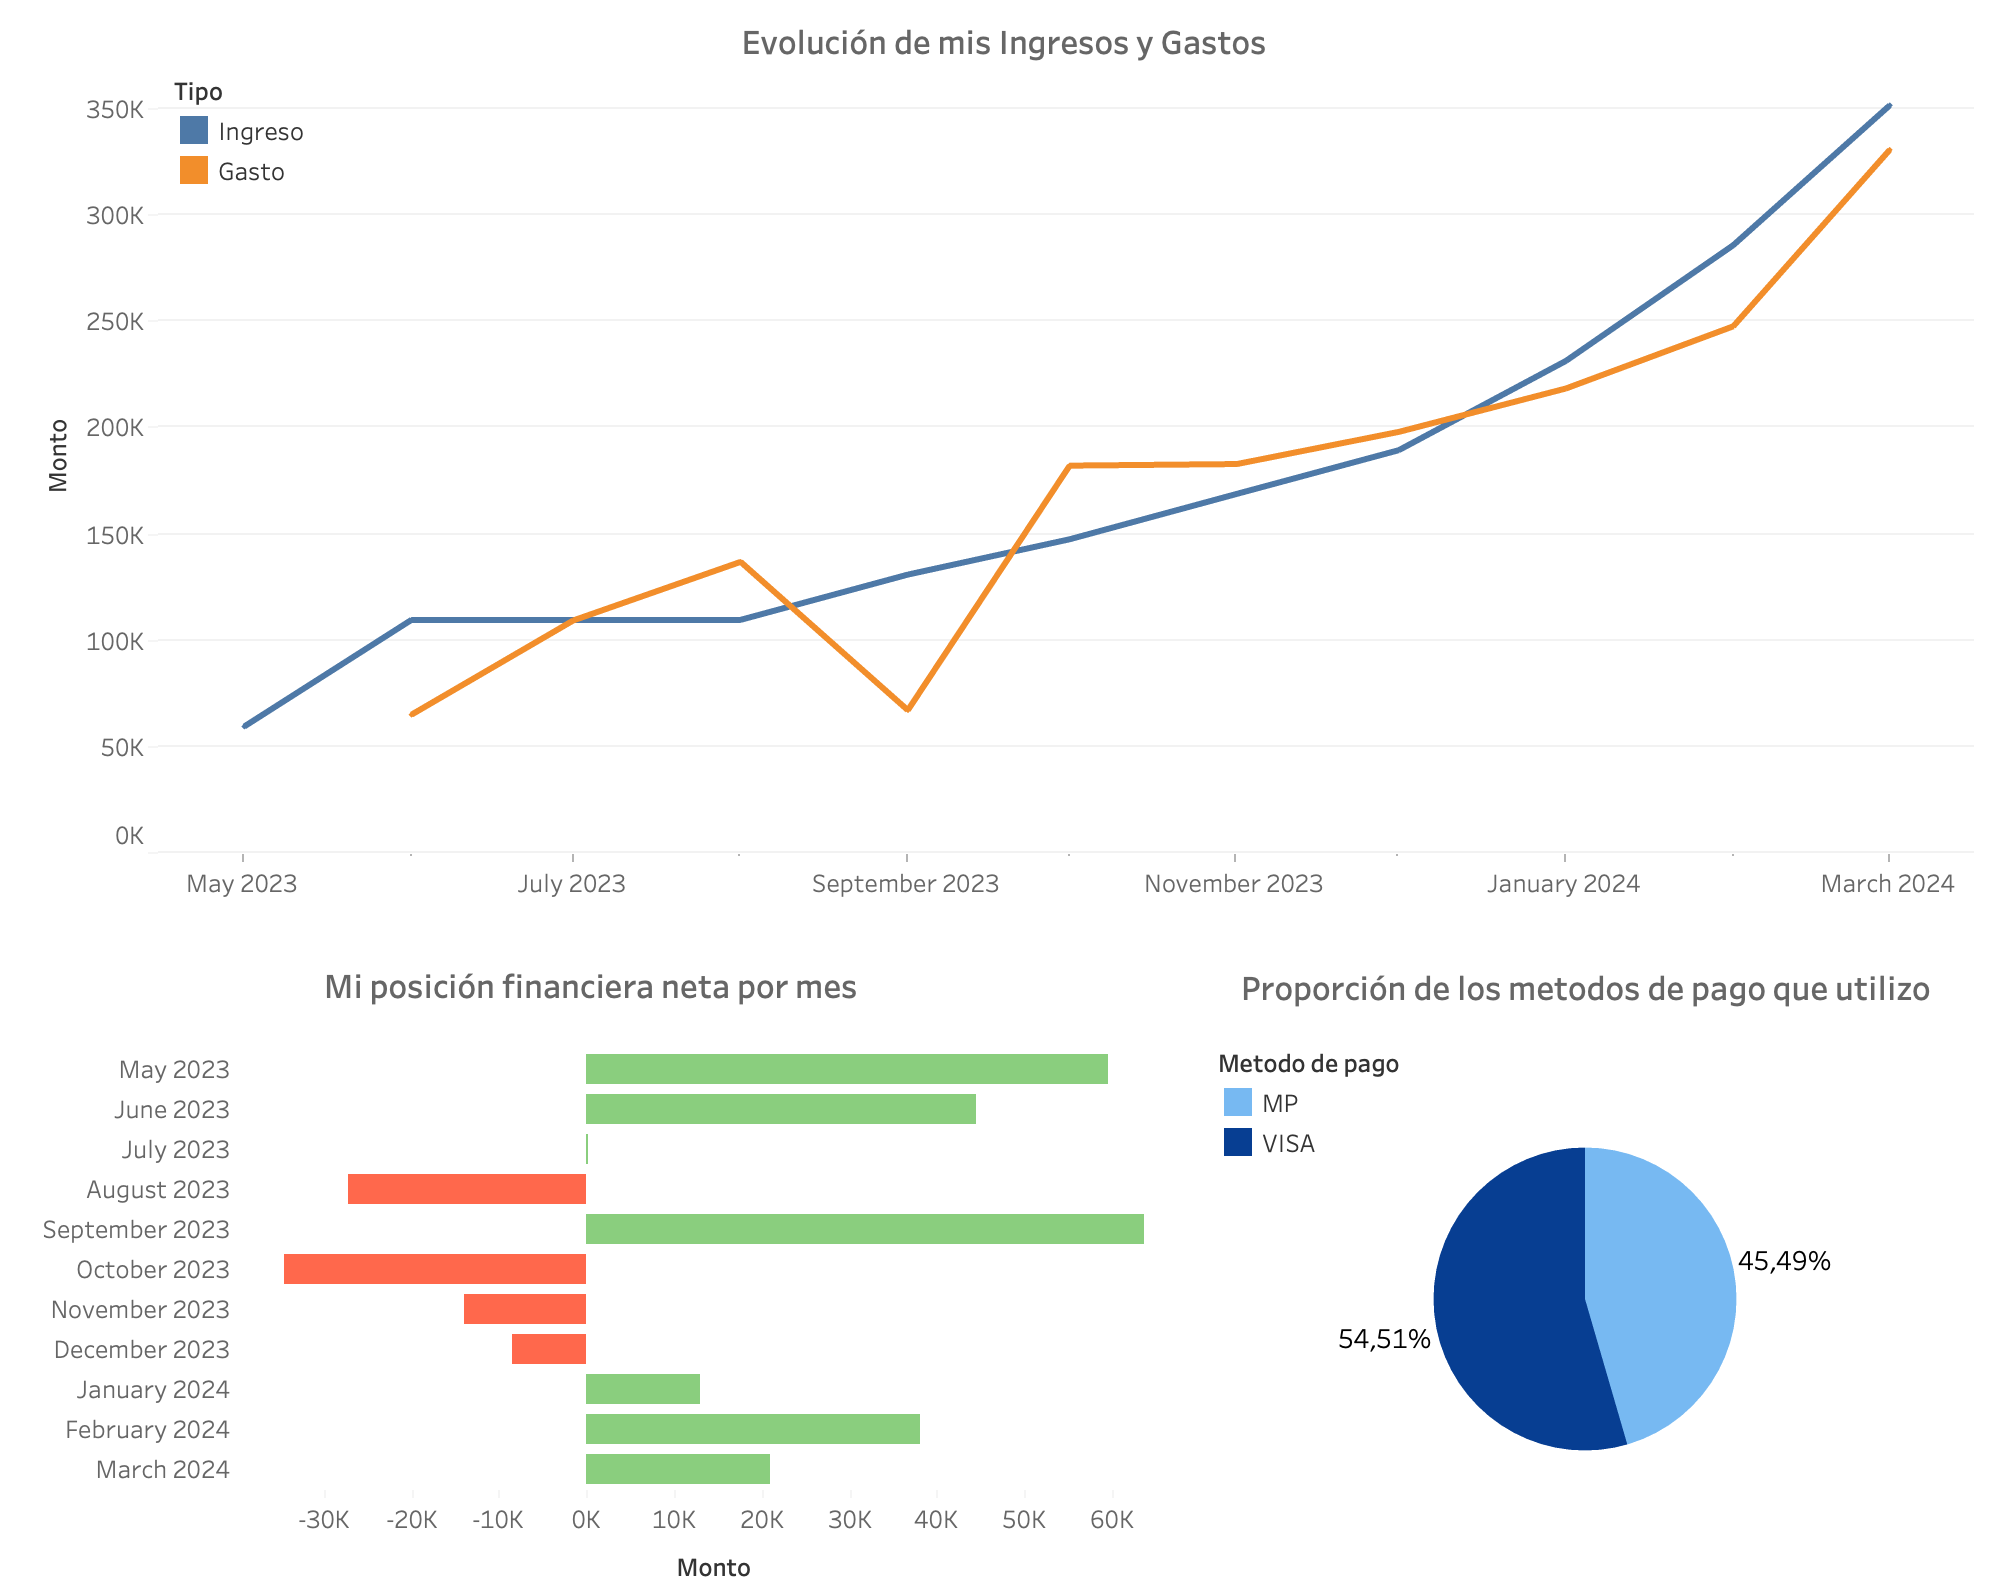 Evolución de mis Ingresos y Gastos
Tipo
Ingreso
Gasto
350K
300K
250K
200K
150K
100K
50K
0K
Monto
May 2023
July 2023
September 2023
November 2023
January 2024
March 2024
Mi posición financiera neta por mes
May 2023
June 2023
July 2023
August 2023
September 2023
October 2023
November 2023
December 2023
January 2024
February 2024
March 2024
-30K
-20K
-10K
0K
10K
20K
30K
40K
50K
60K
Monto
Proporción de los metodos de pago que utilizo
Metodo de pago
MP
VISA
45,49%
54,51%